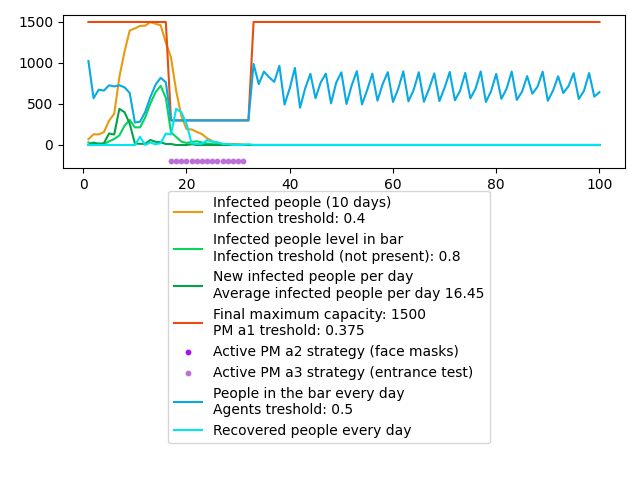 1500
1000
500
0
0 20 40 60 80 100
Infected people (10 days)
Infection treshold: 0.4
Infected people level in bar
Infection treshold (not present): 0.8
New infected people per day
Average infected people per day 16.45
Final maximum capacity: 1500
PM a1 treshold: 0.375
Active PM a2 strategy (face masks)
Active PM a3 strategy (entrance test)
People in the bar every day
Agents treshold: 0.5
Recovered people every day